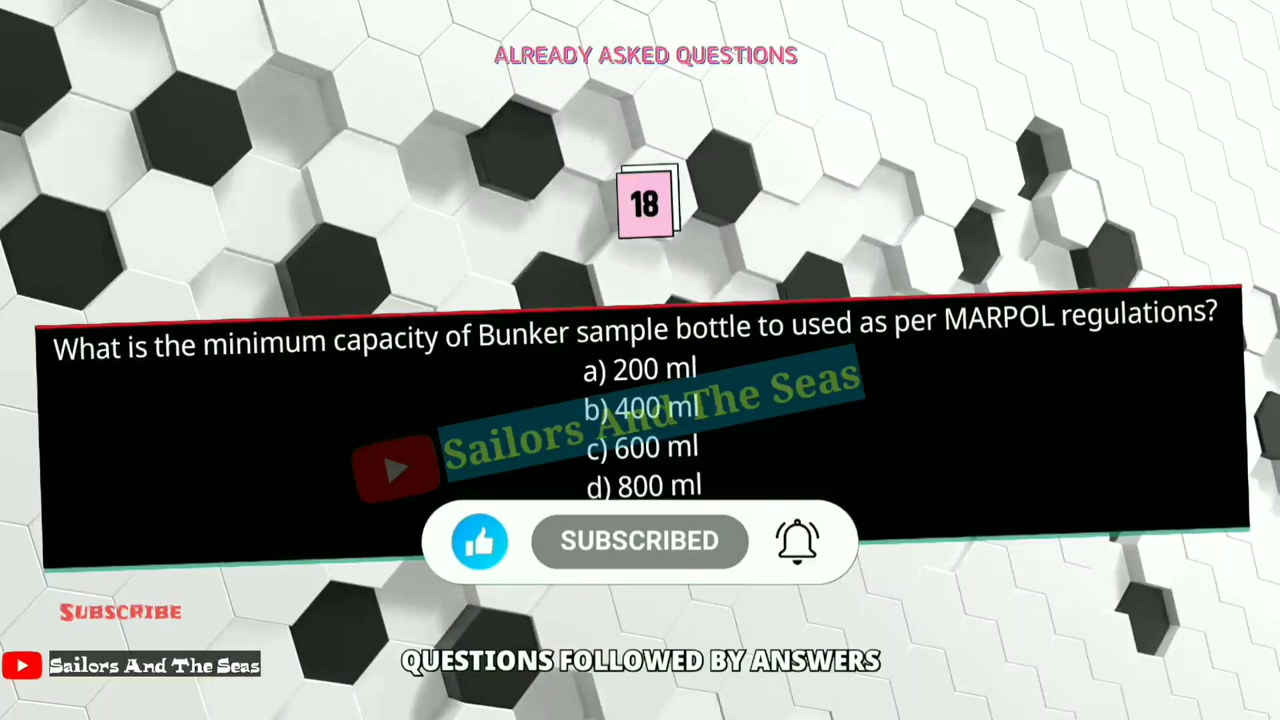 ALREADY ASKED QUESTIONS
18
What is the minimum capacity of Bunker sample bottle to used as per MARPOL regulations?
a) 200 ml
b) 400 ml
c) 600 ml
d) 800 ml
Sailors And The Seas
SUBSCRIBED
SUBSCRIBE
Sailors And The Seas
QUESTIONS FOLLOWED BY ANSWERS